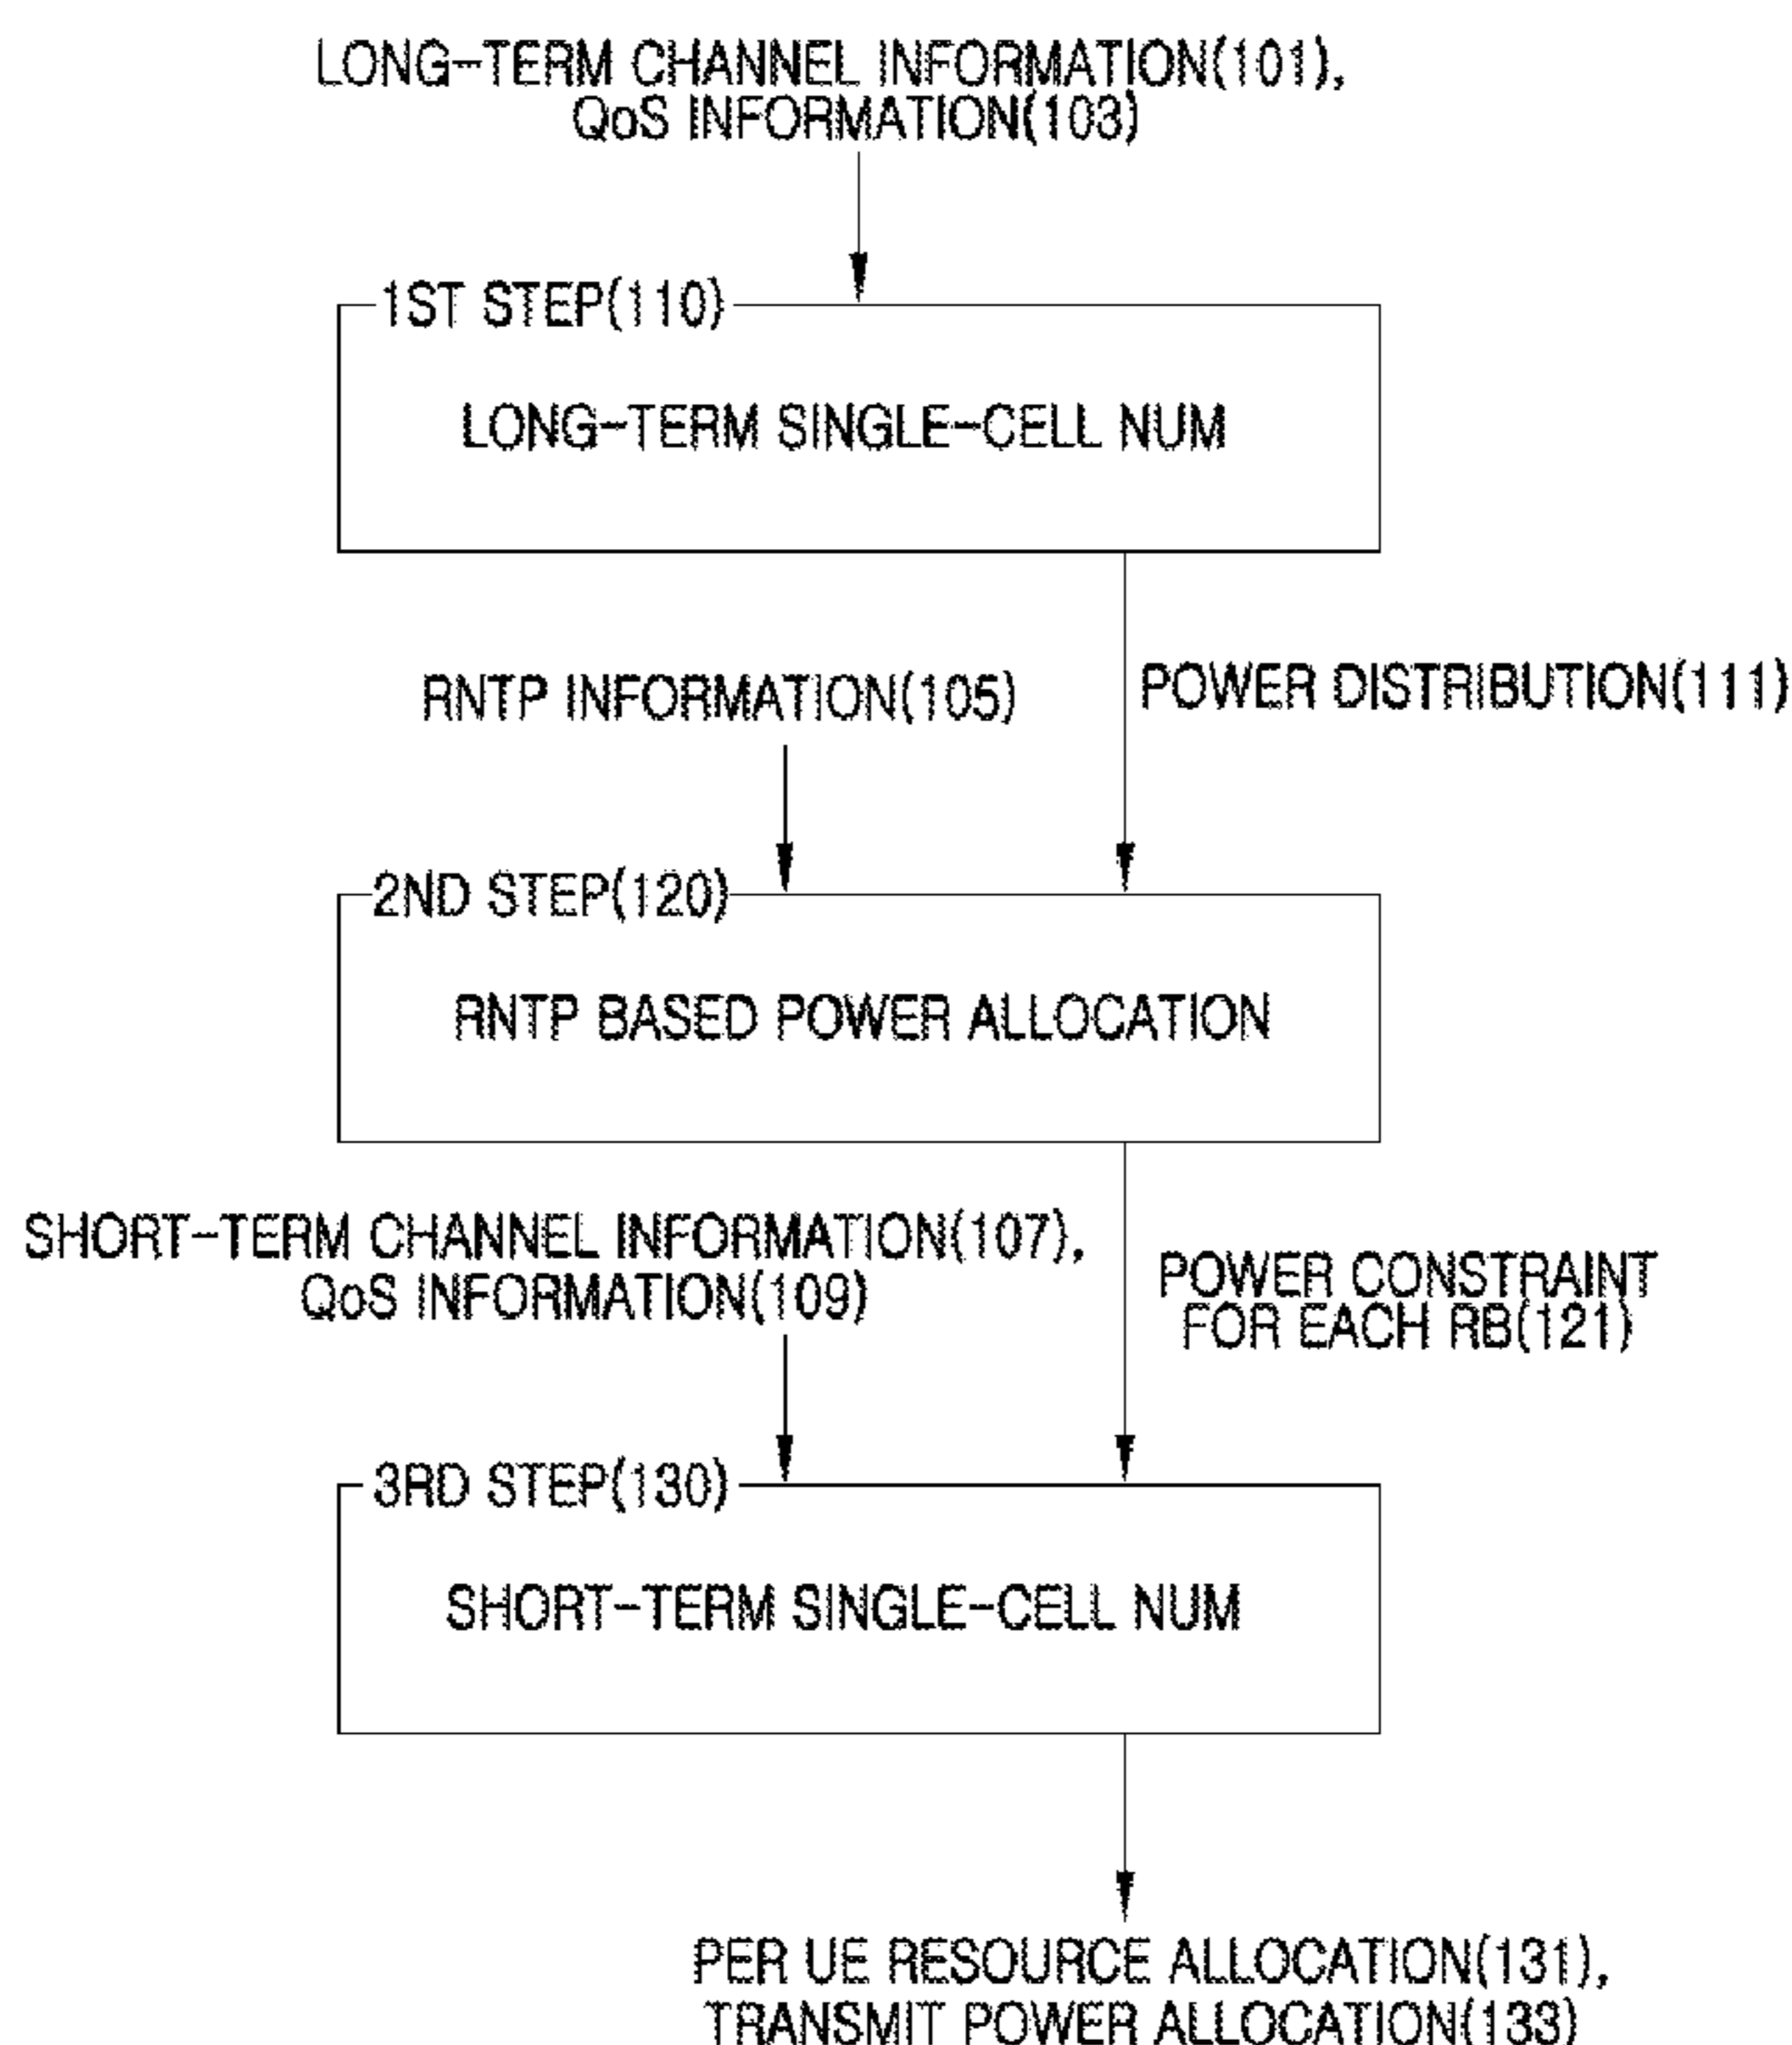 LONG-TERM CHANNEL INFORMATION(101),
QoS INFORMATION(103)
1ST STEP(110)
LONG-TERM SINGLE-CELL NUM
RNTP INFORMATION(105)
POWER DISTRIBUTION(111)
2ND STEP(120)
RNTP BASED POWER ALLOCATION
SHORT-TERM CHANNEL INFORMATION(107),
QoS INFORMATION(109)
POWER CONSTRAINT
FOR EACH RB(121)
3RD STEP(130)
SHORT-TERM SINGLE-CELL NUM
PER UE RESOURCE ALLOCATION(131),
TRANSMIT POWER ALLOCATION(133)